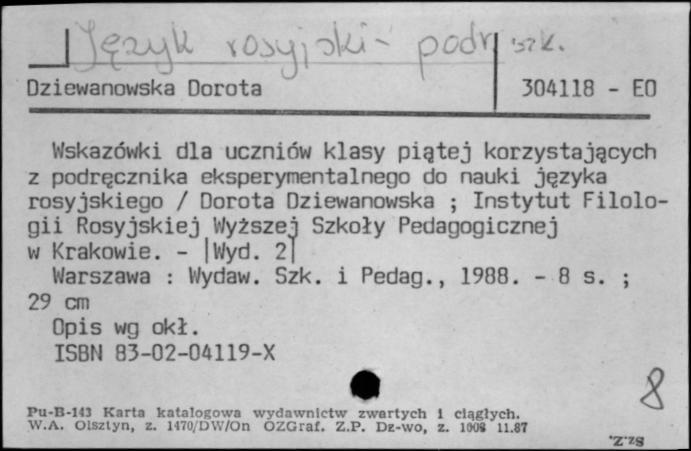 Język rosyjski - podr. szk.
Dziewanowska Dorota 304118 - EO
Wskazówki dla uczniów klasy piątej korzystających
z podręcznika eksperymentalnego do nauki języka
rosyjskiego / Dorota Dziewanowska ; Instytut Filolo-
gii Rosyjskiej Wyższej Szkoły Pedagogicznej
w Krakowie. - |Wyd. 2|
Warszawa : Wydaw. Szk. i Pedag., 1988. - 8 s. ;
29 cm
Opis wg okł.
ISBN 83-02-04119-X
8
Pu-B-143 Karta katalogowa wydawnictw zwartych i ciągłych.
W.A. Olsztyn, z. 1470/DW/On OZGraf. Z.P. Dz-wo, z. 1008 11.87